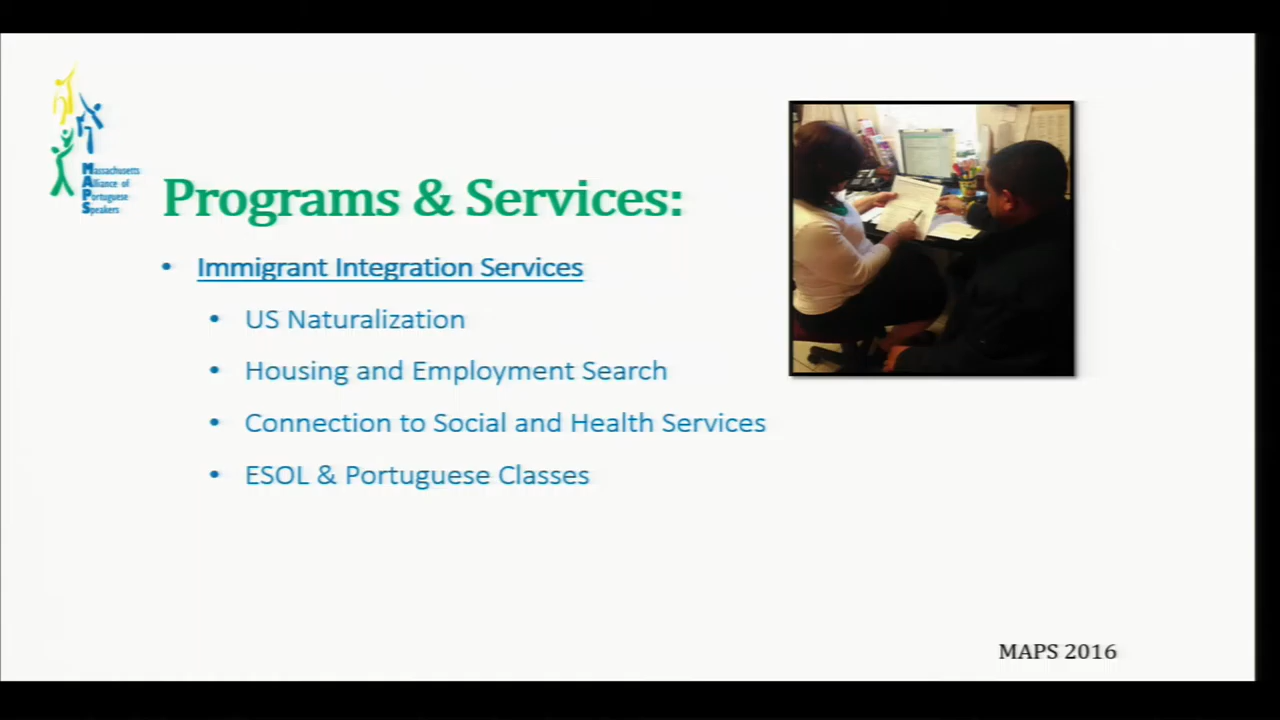 Massachusetts
Alliance of
Portuguese
Speakers
Programs & Services:
• Immigrant Integration Services
• US Naturalization
• Housing and Employment Search
• Connection to Social and Health Services
• ESOL & Portuguese Classes
MAPS 2016